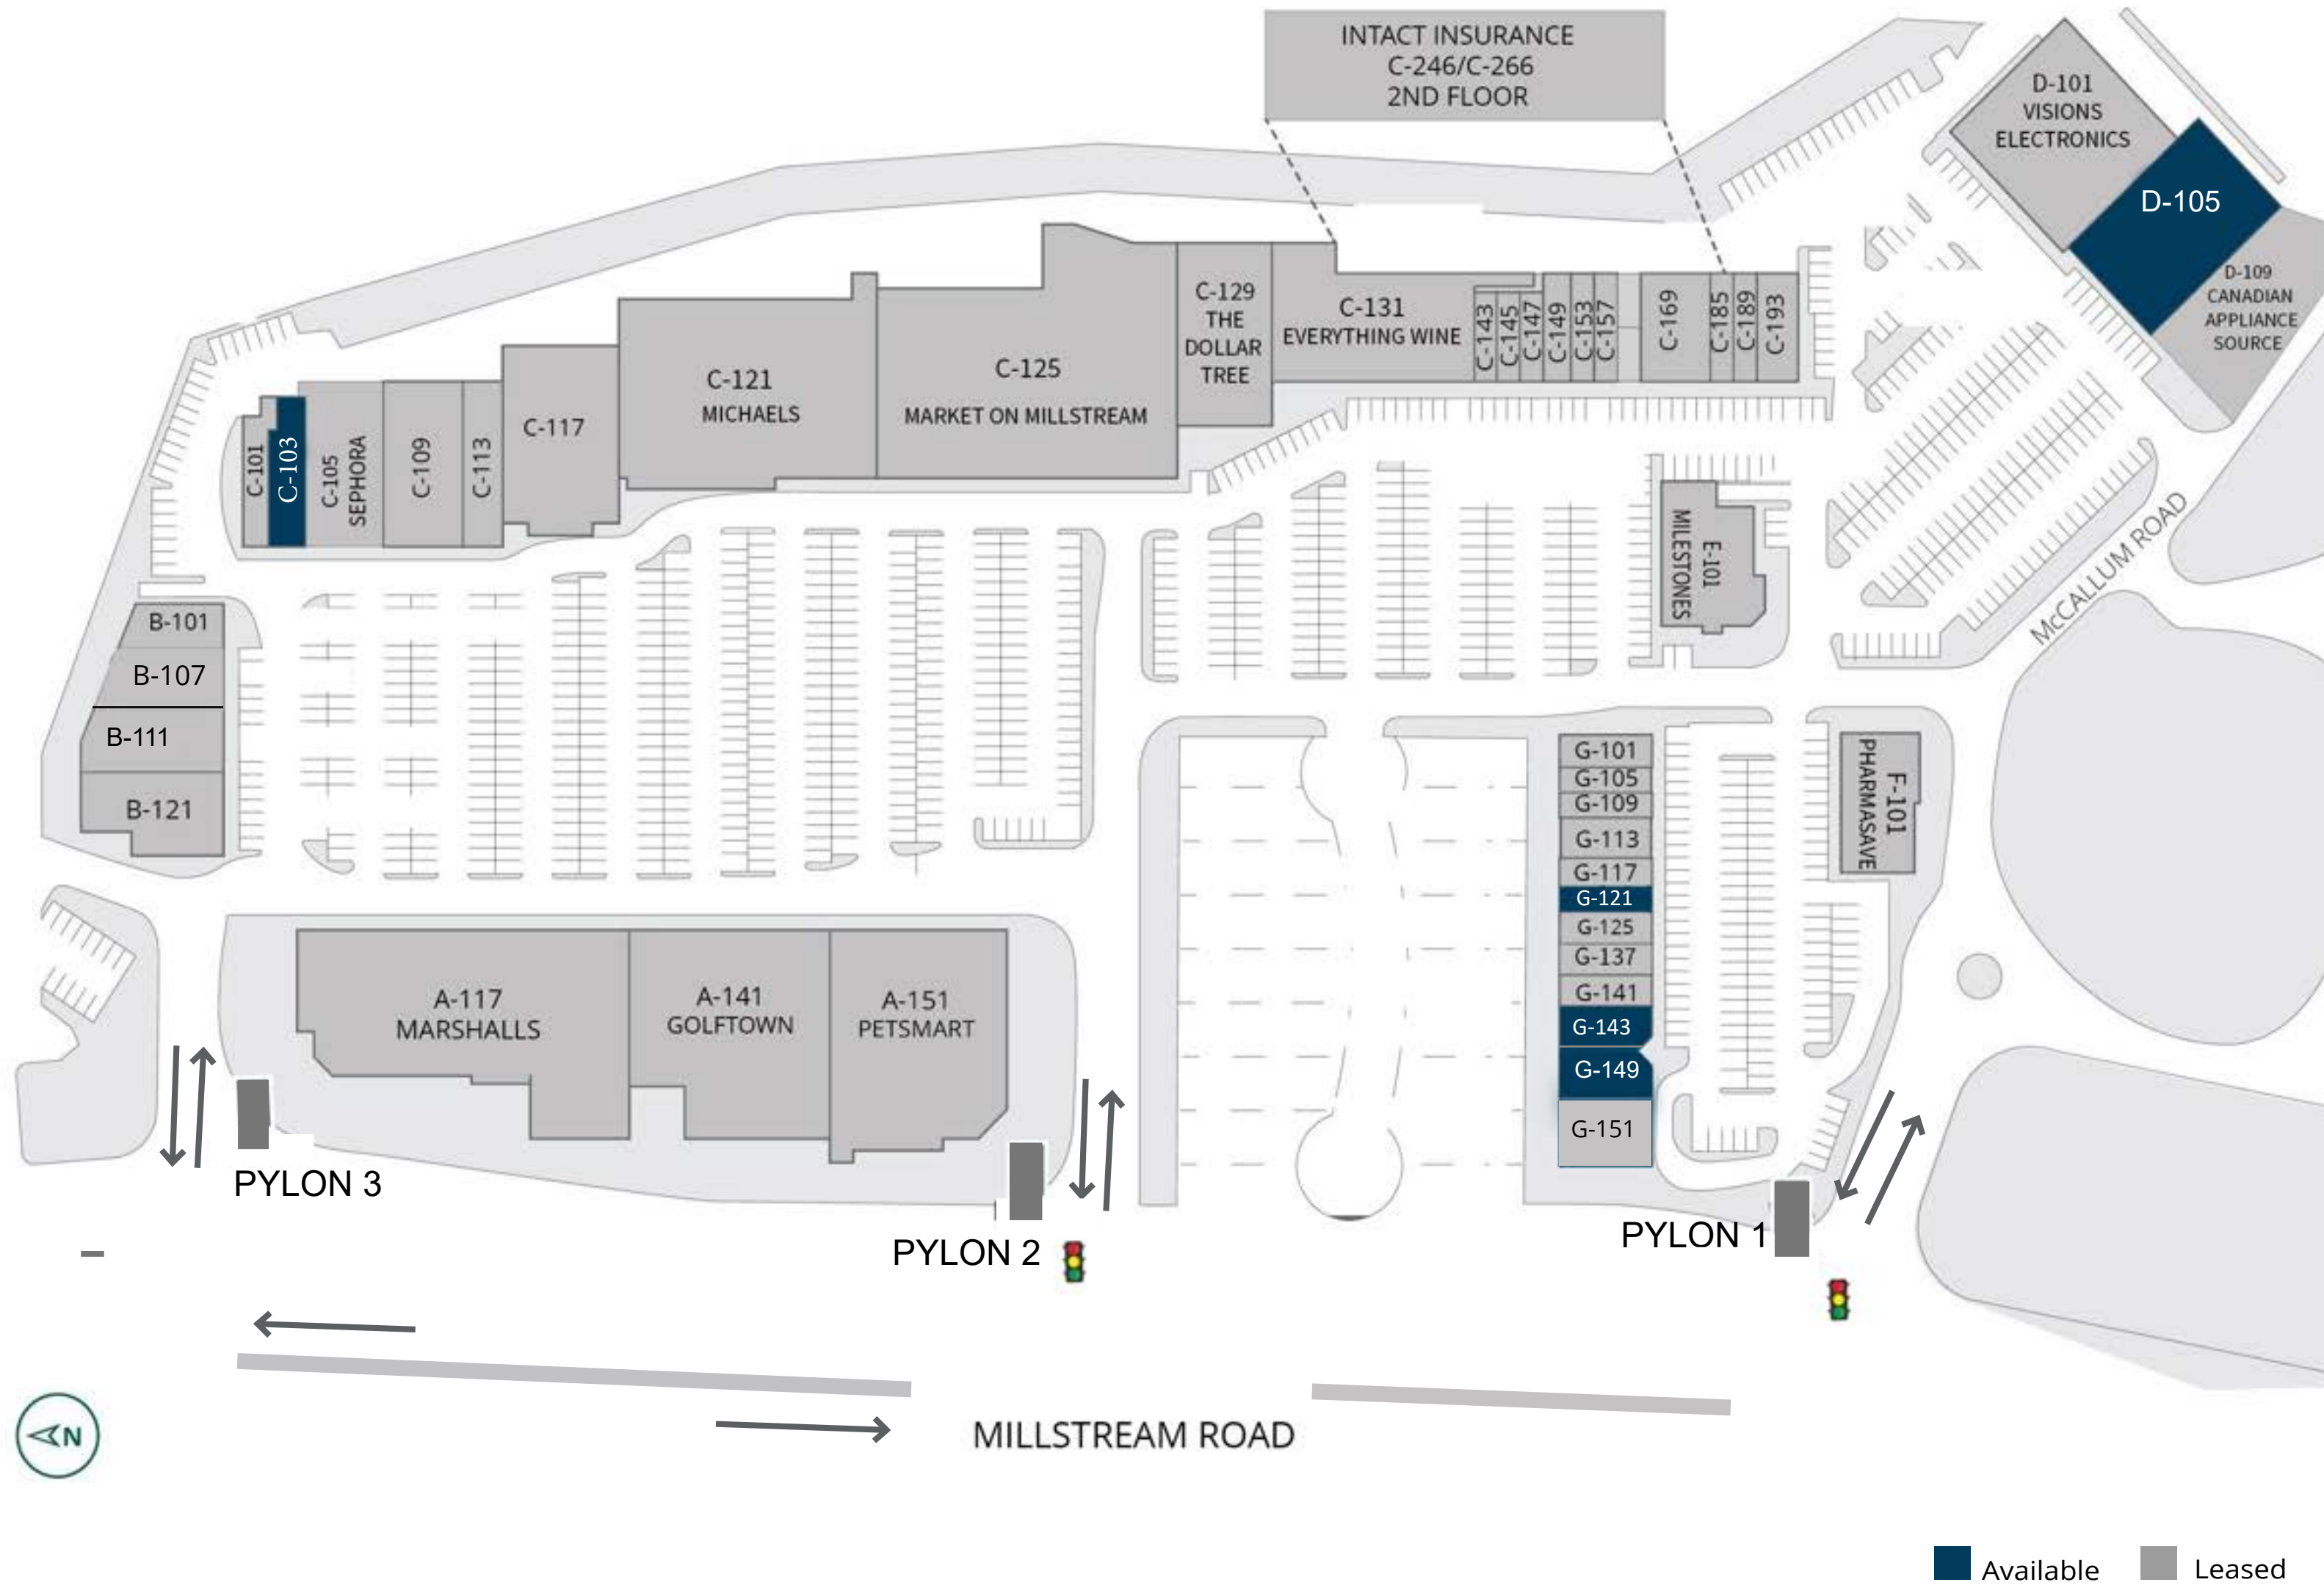 INTACT INSURANCE
C-246/C-266
2ND FLOOR
D-101
VISIONS
ELECTRONICS
D-105
D-109
CANADIAN
APPLIANCE
SOURCE
C-129
THE
DOLLAR
TREE
C-131
EVERYTHING WINE
C-143
C-145
C-147
C-149
C-153
C-157
C-169
C-185
C-189
C-193
C-125
MARKET ON MILLSTREAM
C-121
MICHAELS
C-117
C-113
C-109
C-105
SEPHORA
C-103
C-101
E-101
MILESTONES
McCALLUM ROAD
B-101
B-107
B-111
B-121
G-101
G-105
G-109
G-113
G-117
G-121
G-125
G-137
G-141
G-143
G-149
G-151
F-101
PHARMASAVE
A-117
MARSHALLS
A-141
GOLFTOWN
A-151
PETSMART
PYLON 3
PYLON 2
PYLON 1
N
MILLSTREAM ROAD
Available
Leased